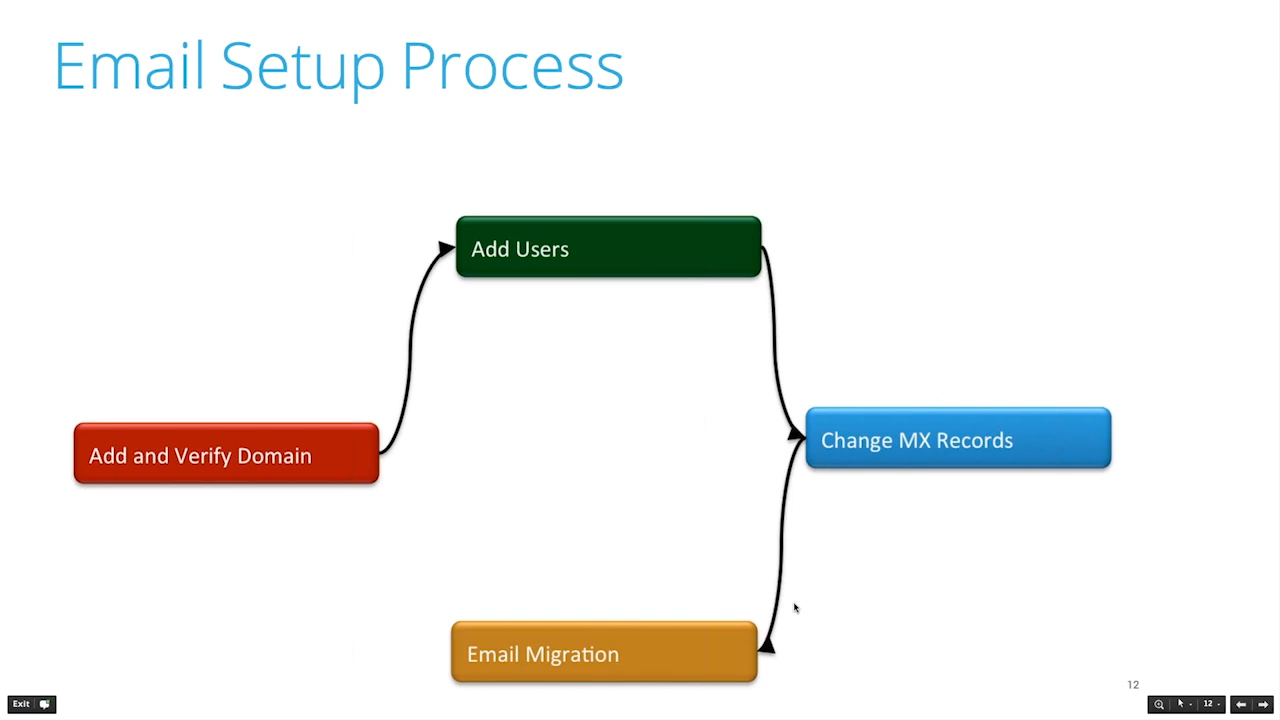 Email Setup Process
Add Users
Change MX Records
Add and Verify Domain
Email Migration
12
Exit
12